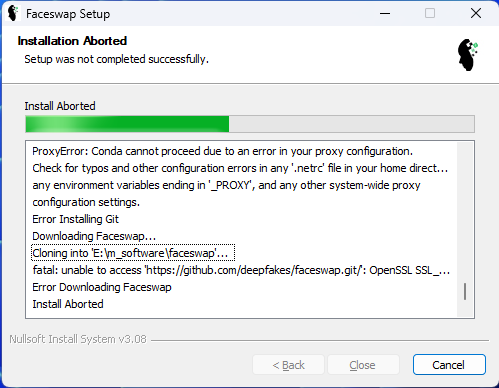 Faceswap Setup
Installation Aborted
Setup was not completed successfully.
Install Aborted
ProxyError: Conda cannot proceed due to an error in your proxy configuration.
Check for typos and other configuration errors in any '.netrc' file in your home direct...
any environment variables ending in '_PROXY', and any other system-wide proxy
configuration settings.
Error Installing Git
Downloading Faceswap...
Cloning into 'E:\m_software\faceswap'...
fatal: unable to access 'https://github.com/deepfakes/faceswap.git/': OpenSSL SSL_...
Error Downloading Faceswap
Install Aborted
Nullsoft Install System v3.08
< Back
Close
Cancel